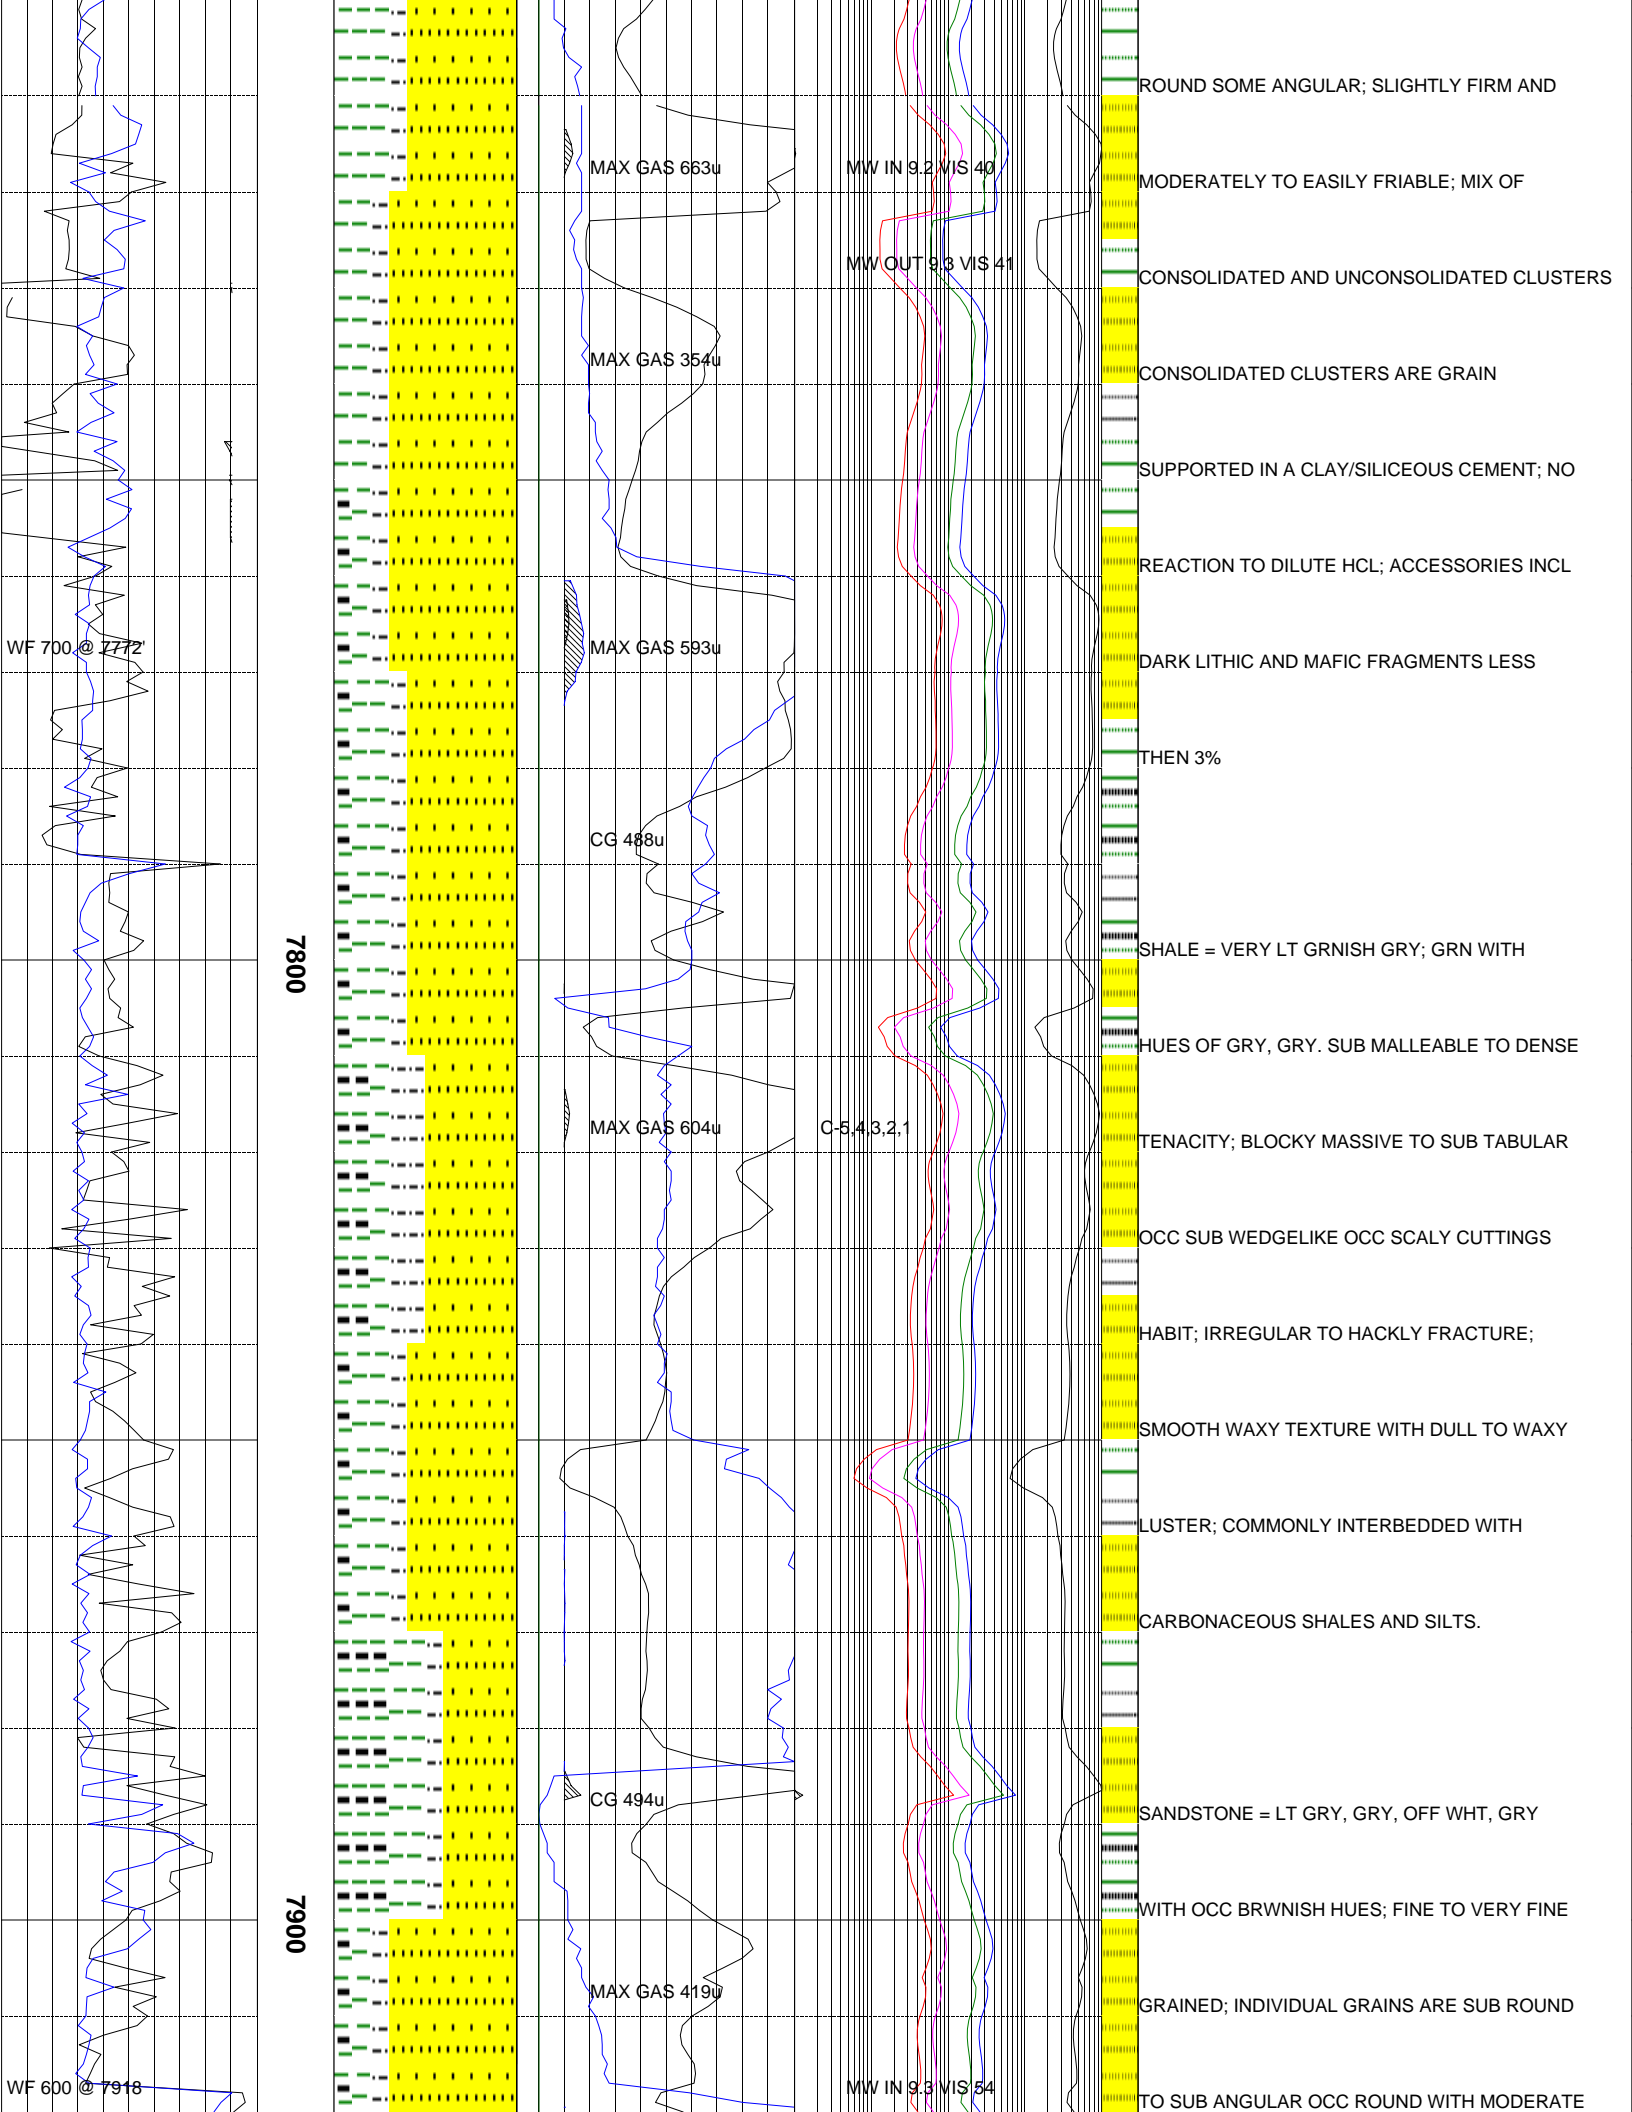 ROUND SOME ANGULAR; SLIGHTLY FIRM AND
MAX GAS 663u
MW IN 9.2 VIS 40
MODERATELY TO EASILY FRIABLE; MIX OF
MW OUT 9.3 VIS 41
CONSOLIDATED AND UNCONSOLIDATED CLUSTERS
MAX GAS 354u
CONSOLIDATED CLUSTERS ARE GRAIN
SUPPORTED IN A CLAY/SILICEOUS CEMENT; NO
REACTION TO DILUTE HCL; ACCESSORIES INCL
WF 700 @ 7772'
MAX GAS 593u
DARK LITHIC AND MAFIC FRAGMENTS LESS
THEN 3%
CG 488u
7800
SHALE = VERY LT GRNISH GRY; GRN WITH
HUES OF GRY, GRY. SUB MALLEABLE TO DENSE
MAX GAS 604u
C-5,4,3,2,1
TENACITY; BLOCKY MASSIVE TO SUB TABULAR
OCC SUB WEDGELIKE OCC SCALY CUTTINGS
HABIT; IRREGULAR TO HACKLY FRACTURE;
SMOOTH WAXY TEXTURE WITH DULL TO WAXY
LUSTER; COMMONLY INTERBEDDED WITH
CARBONACEOUS SHALES AND SILTS.
CG 494u
SANDSTONE = LT GRY, GRY, OFF WHT, GRY
7900
WITH OCC BRWNISH HUES; FINE TO VERY FINE
MAX GAS 419u
GRAINED; INDIVIDUAL GRAINS ARE SUB ROUND
WF 600 @ 7918
MW IN 9.3 VIS 54
TO SUB ANGULAR OCC ROUND WITH MODERATE